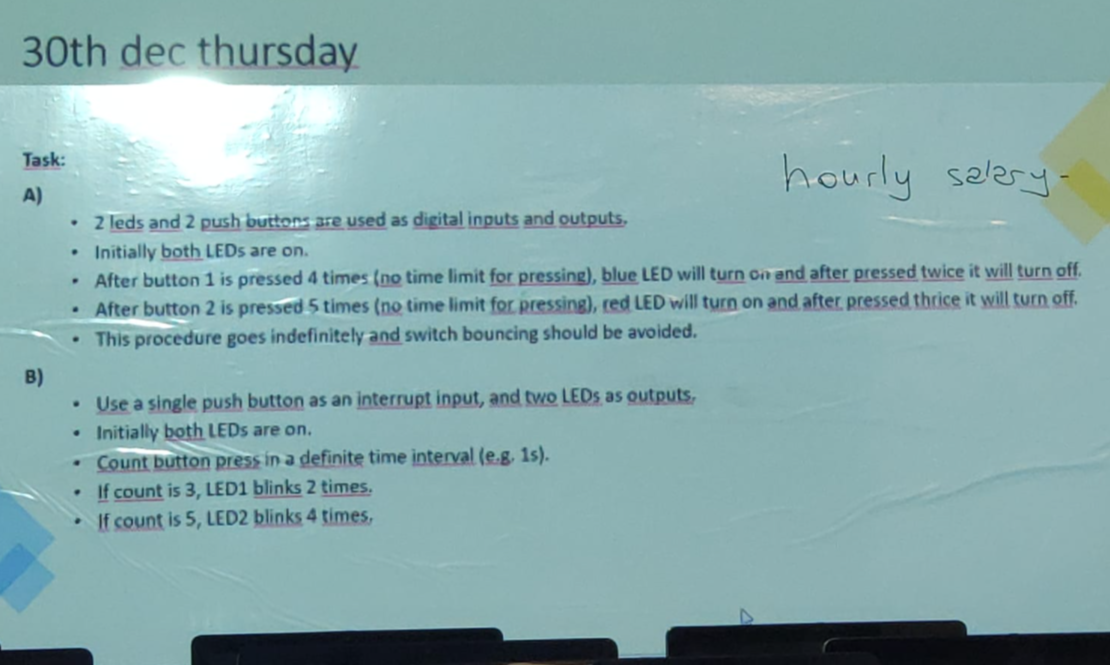 30th dec thursday
Task:
hourly salary-
A)
• 2 leds and 2 push buttons are used as digital inputs and outputs.
• Initially both LEDs are on.
• After button 1 is pressed 4 times (no time limit for pressing), blue LED will turn on and after pressed twice it will turn off.
• After button 2 is pressed 5 times (no time limit for pressing), red LED will turn on and after pressed thrice it will turn off.
• This procedure goes indefinitely and switch bouncing should be avoided.
B)
• Use a single push button as an interrupt input, and two LEDs as outputs.
• Initially both LEDs are on.
• Count button press in a definite time interval (e.g. 1s).
• If count is 3, LED1 blinks 2 times.
• If count is 5, LED2 blinks 4 times.